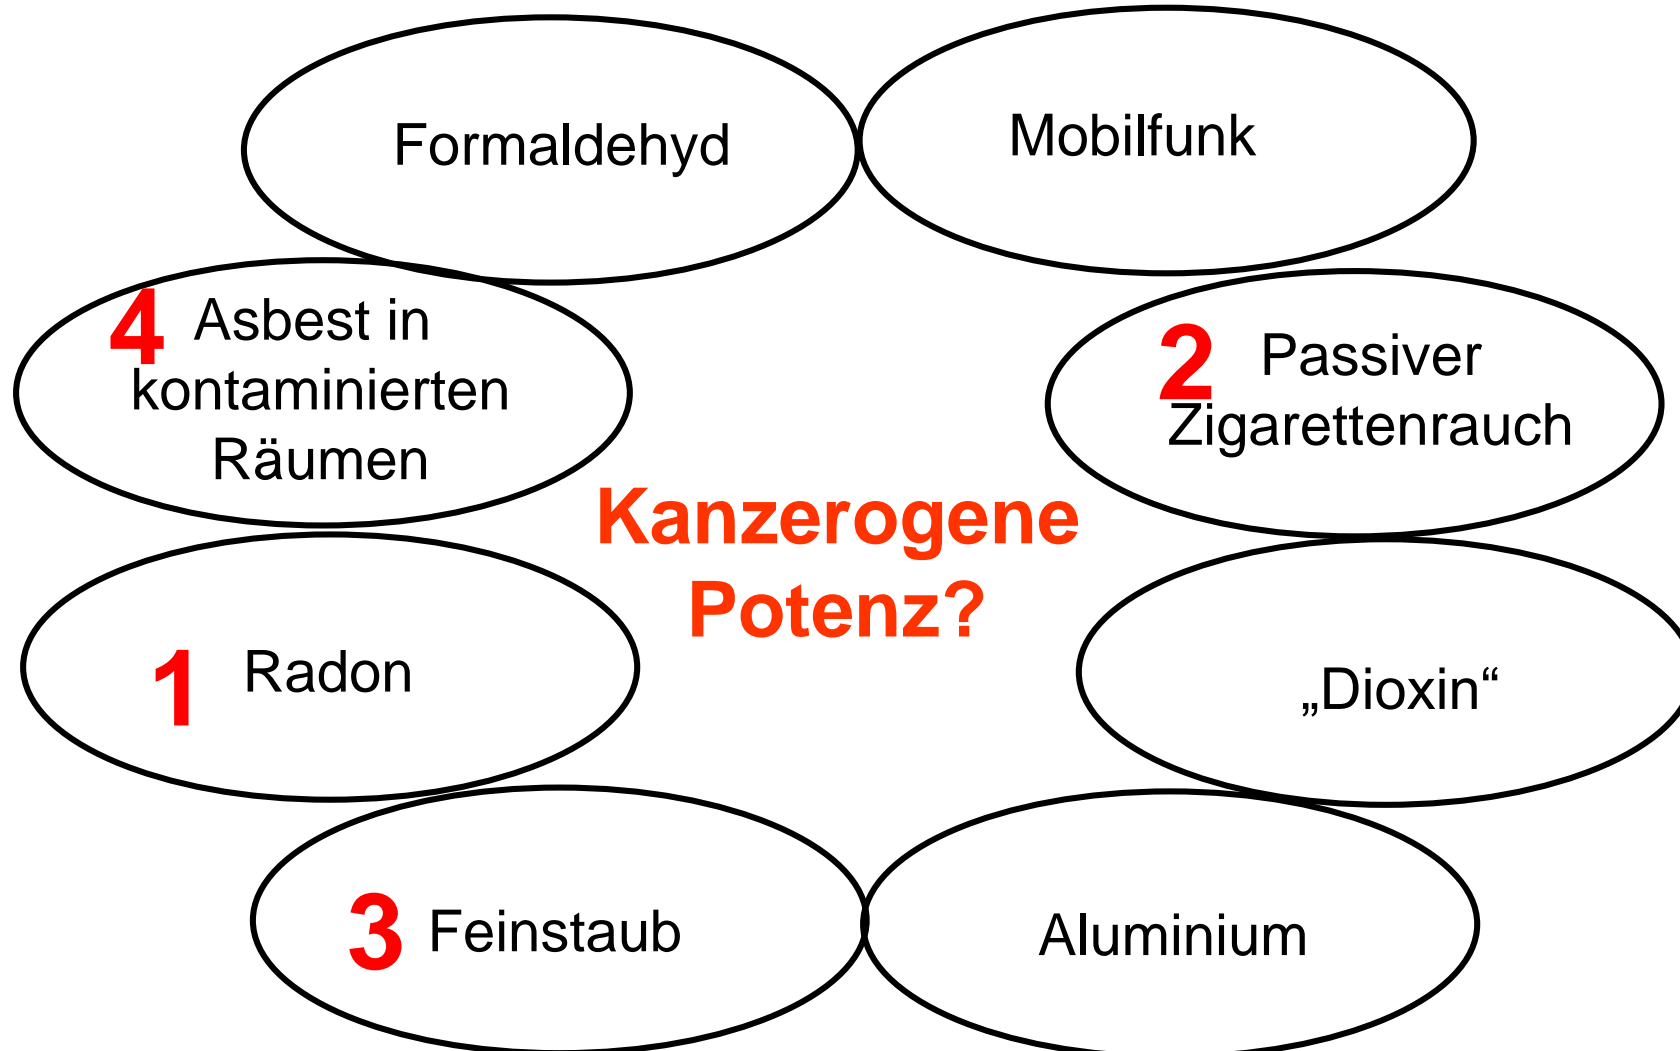 Formaldehyd
Mobilfunk
4 Asbest in
kontaminierten
Räumen
2 Passiver
Zigarettenrauch
Kanzerogene
Potenz?
1 Radon
„Dioxin“
3 Feinstaub
Aluminium